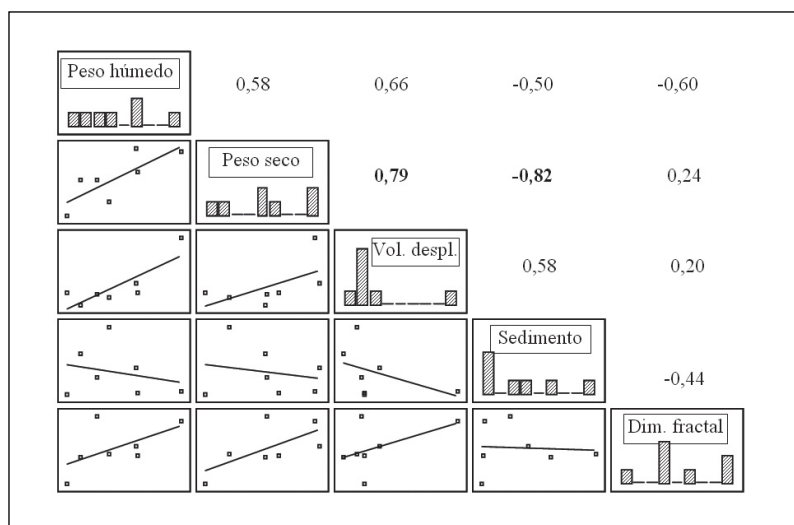 Peso húmedo 0,58 0,66 -0,50 -0,60
Peso seco 0,79 -0,82 0,24
Vol. despl. 0,58 0,20
Sedimento -0,44
Dim. fractal